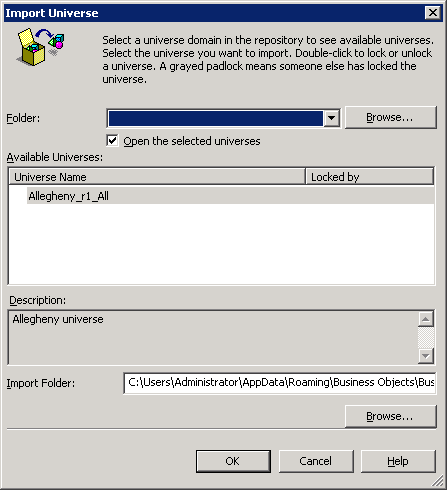 Import Universe
Select a universe domain in the repository to see available universes.
Select the universe you want to import. Double-click to lock or unlock
a universe. A grayed padlock means someone else has locked the
universe.
Folder:
Browse...
Open the selected universes
Available Universes:
Universe Name Locked by
Allegheny_r1_All
Description:
Allegheny universe
Import Folder: C:\Users\Administrator\AppData\Roaming\Business Objects\Bus
Browse...
OK Cancel Help